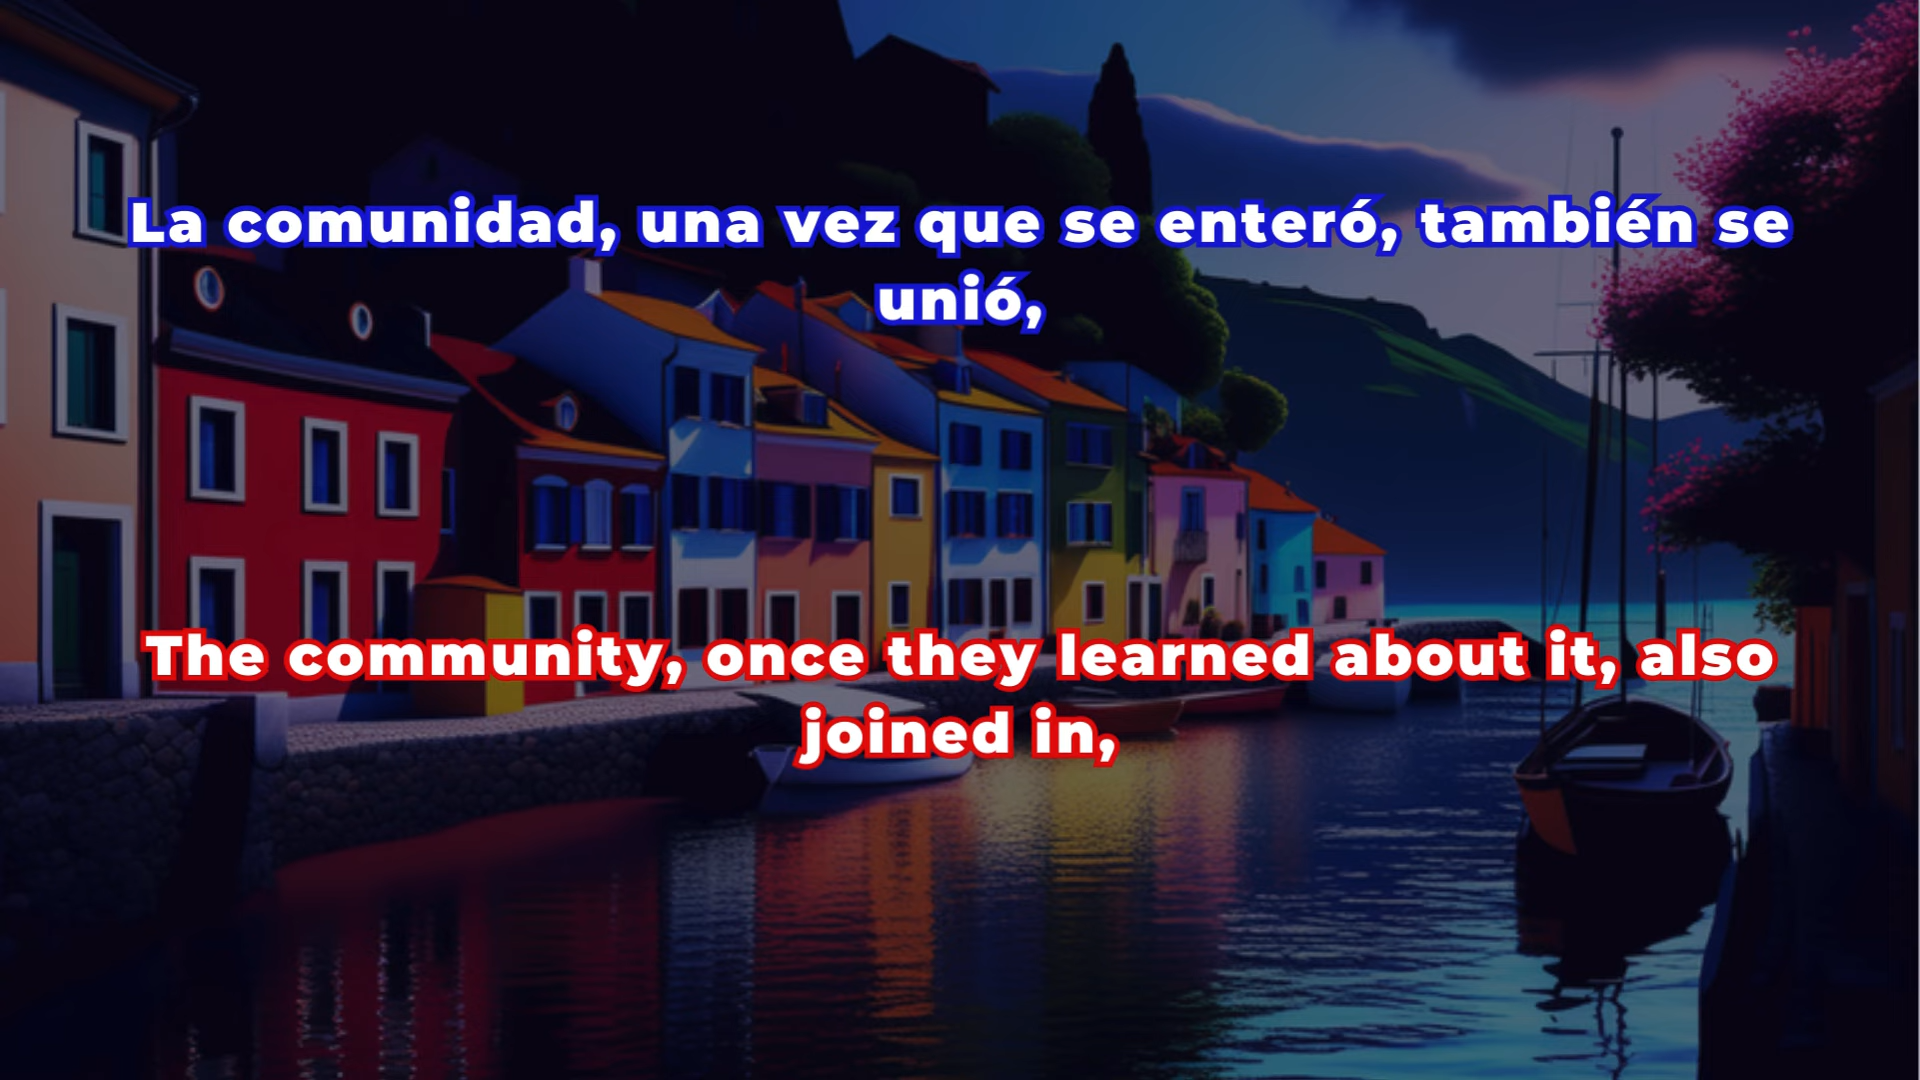 La comunidad, una vez que se enteró, también se
unió,
The community, once they learned about it, also
joined in,